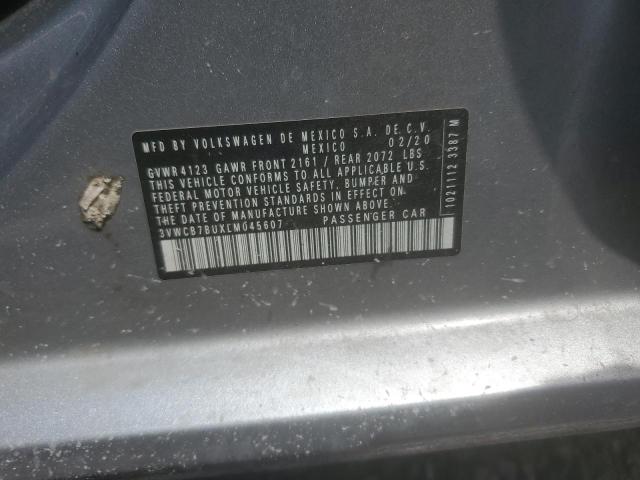 MFD BY VOLKSWAGEN DE MEXICO S.A. DE C.V.
MEXICO 02/20
GVWR 4123 GAWR FRONT 2161 / REAR 2072 LBS
THIS VEHICLE CONFORMS TO ALL APPLICABLE U.S.
FEDERAL MOTOR VEHICLE SAFETY, BUMPER AND
THEFT PREVENTION STANDARDS IN EFFECT ON
THE DATE OF MANUFACTURE SHOWN ABOVE.
3VWCB7BUXLM045607 PASSENGER CAR
1021112 3387 M